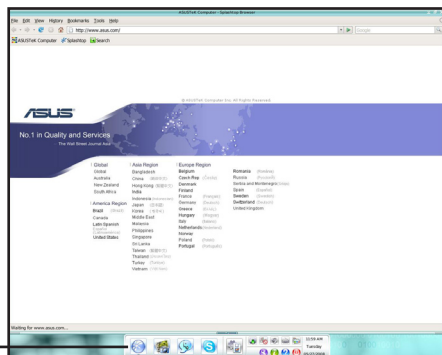 ASUSTeK Computer - Splashtop Browser
File Edit View History Bookmarks Tools Help
http://www.asus.com/
Google
ASUSTeK Computer Splashtop Search
© ASUSTeK Computer Inc. All Rights Reserved
ASUS
No.1 in Quality and Services
The Wall Street Journal Asia
Global
Global
Australia
New Zealand
South Africa
America Region
Brazil (Brasil)
Canada
Latin Spanish
United States
Asia Region
Bangladesh
China
Hong Kong
India
Indonesia
Japan
Korea
Middle East
Malaysia
Philippines
Singapore
Sri Lanka
Taiwan
Thailand
Turkey
Vietnam
Europe Region
Belgium
Czech Rep
Denmark
Finland
France
Germany
Greece
Hungary
Italy
Netherlands
Norway
Poland
Portugal
Romania
Russia
Serbia and Montenegro
Spain
Sweden
Switzerland
United Kingdom
Waiting for www.asus.com...
11:59 AM
Tuesday